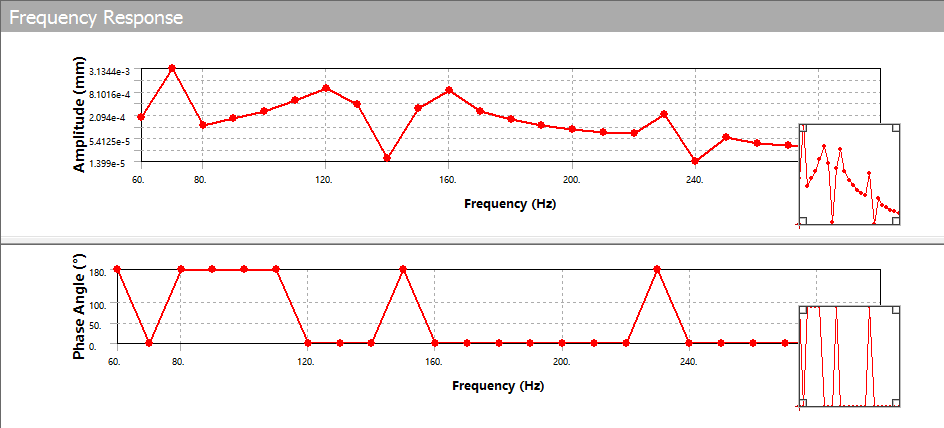 Frequency Response
Amplitude (mm)
3.1344e-3
8.1016e-4
2.094e-4
5.4125e-5
1.399e-5
60. 80. 120. 160. 200. 240.
Frequency (Hz)
Phase Angle (°)
180.
100.
50.
0.
60. 80. 120. 160. 200. 240.
Frequency (Hz)